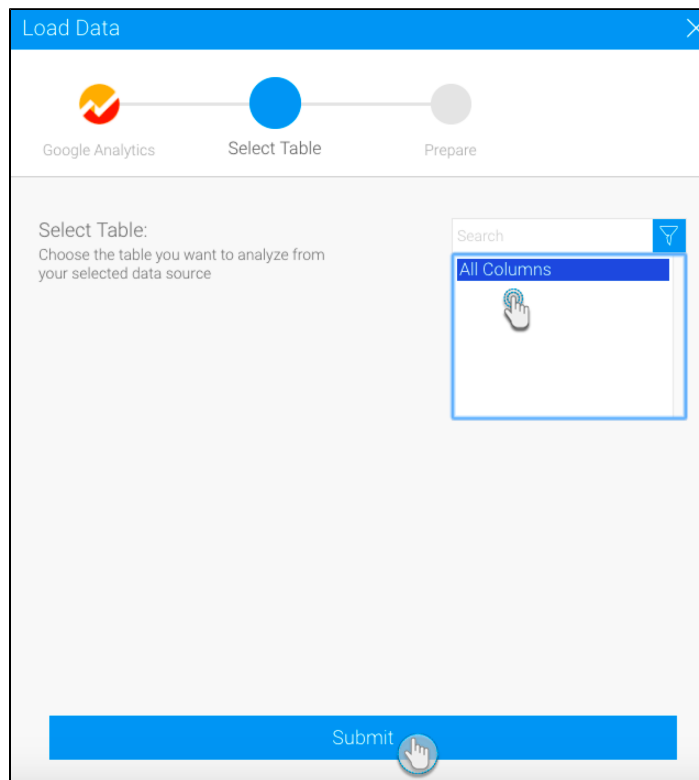 Load Data
Google Analytics
Select Table
Prepare
Select Table:
Choose the table you want to analyze from
your selected data source
Search
All Columns
Submit